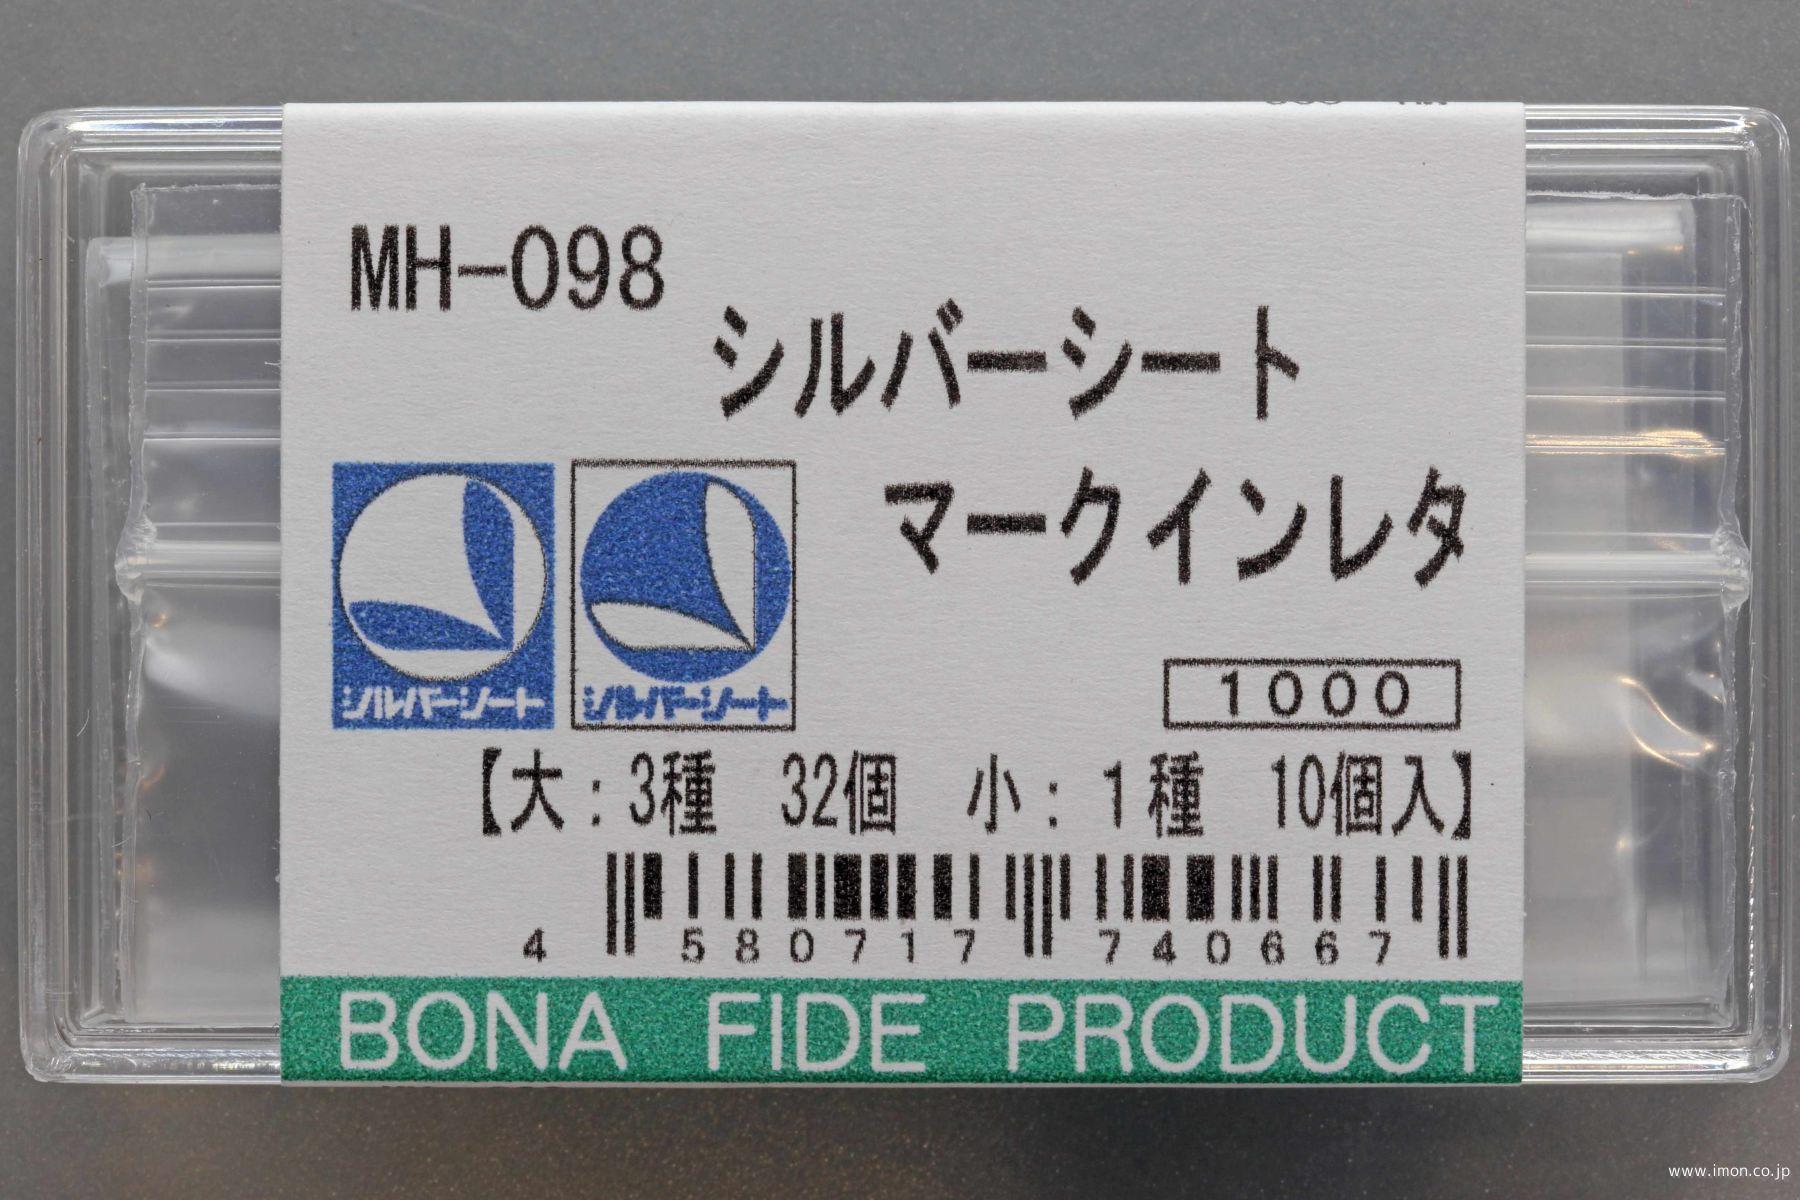 MH-098
シルバーシート
マークインレタ
シルバーシート
シルバーシート
1000
【大：3種　32個　小：1種　10個入】
4 580717 740667
BONA FIDE PRODUCT
www.imon.co.jp